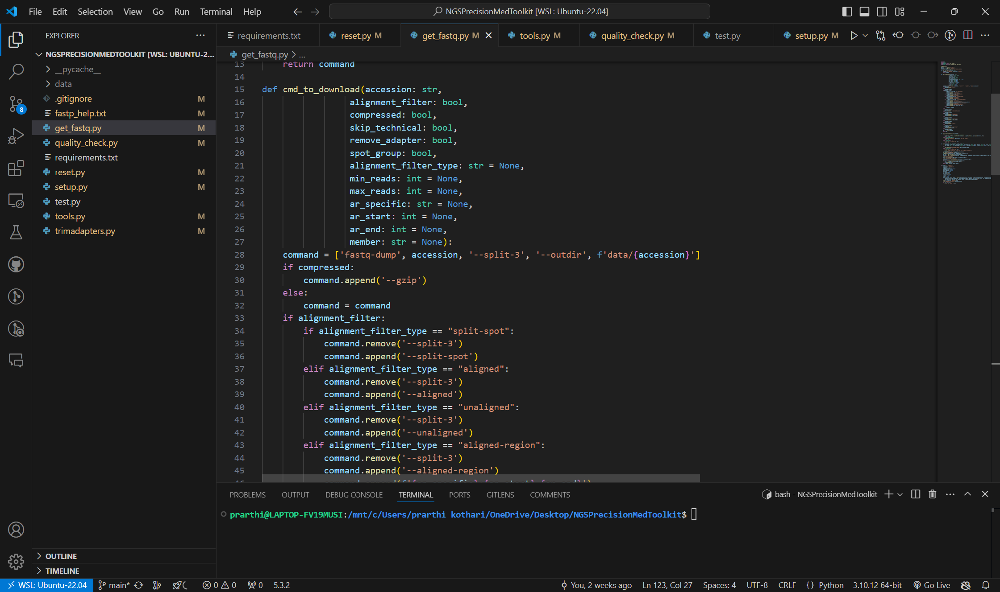 File Edit Selection View Go Run Terminal Help
NGSPrecisionMedToolkit [WSL: Ubuntu-22.04]
EXPLORER
NGSPRECISIONMEDTOOLKIT [WSL: UBUNTU-2...
__pycache__
data
.gitignore M
fastp_help.txt M
get_fastq.py M
quality_check.py M
requirements.txt
reset.py M
setup.py M
test.py
tools.py M
trimadapters.py M
8
OUTLINE
TIMELINE
requirements.txt reset.py M get_fastq.py M tools.py M quality_check.py M test.py setup.py M
get_fastq.py > ...
13 return command
14
15 def cmd_to_download(accession: str,
16 alignment_filter: bool,
17 compressed: bool,
18 skip_technical: bool,
19 remove_adapter: bool,
20 spot_group: bool,
21 alignment_filter_type: str = None,
22 min_reads: int = None,
23 max_reads: int = None,
24 ar_specific: str = None,
25 ar_start: int = None,
26 ar_end: int = None,
27 member: str = None):
28 command = ['fastq-dump', accession, '--split-3', '--outdir', f'data/{accession}']
29 if compressed:
30 command.append('--gzip')
31 else:
32 command = command
33 if alignment_filter:
34 if alignment_filter_type == "split-spot":
35 command.remove('--split-3')
36 command.append('--split-spot')
37 elif alignment_filter_type == "aligned":
38 command.remove('--split-3')
39 command.append('--aligned')
40 elif alignment_filter_type == "unaligned":
41 command.remove('--split-3')
42 command.append('--unaligned')
43 elif alignment_filter_type == "aligned-region":
44 command.remove('--split-3')
45 command.append('--aligned-region')
PROBLEMS OUTPUT DEBUG CONSOLE TERMINAL PORTS GITLENS COMMENTS
bash - NGSPrecisionMedToolkit
prarthi@LAPTOP-FV19MUSI:/mnt/c/Users/prarthi kothari/OneDrive/Desktop/NGSPrecisionMedToolkit$
WSL: Ubuntu-22.04 main* 0 0 0 5.3.2 You, 2 weeks ago Ln 123, Col 27 Spaces: 4 UTF-8 CRLF {} Python 3.10.12 64-bit Go Live